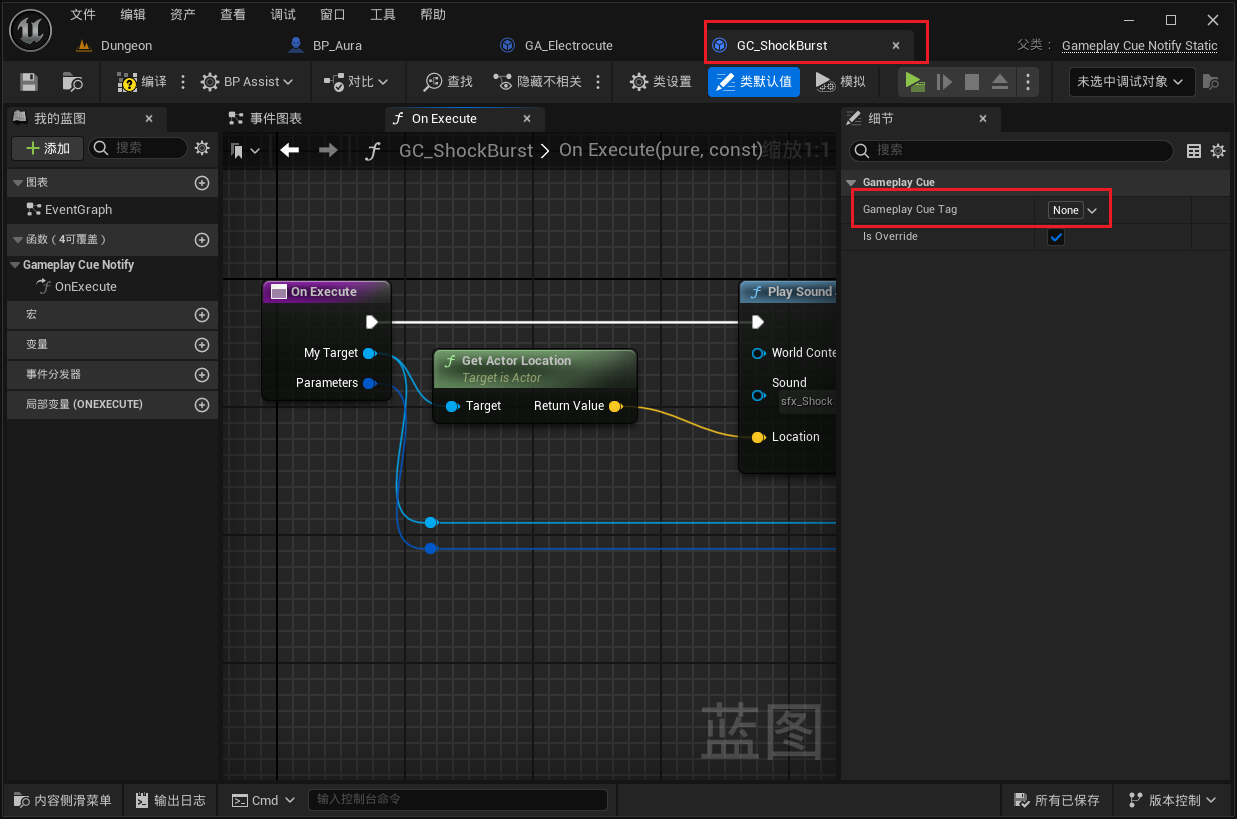 文件 编辑 资产 查看 调试 窗口 工具 帮助
Dungeon BP_Aura GA_Electrocute GC_ShockBurst 父类： Gameplay Cue Notify Static
编译 BP Assist 对比 查找 隐藏不相关 类设置 类默认值 模拟 未选中调试对象
我的蓝图 事件图表 On Execute 细节
添加 搜索 GC_ShockBurst On Execute(pure, const) 缩放1:1 搜索
图表 Gameplay Cue
EventGraph Gameplay Cue Tag None
函数（4可覆盖） Is Override
Gameplay Cue Notify
OnExecute
宏
变量
事件分发器
局部变量 (ONEXECUTE)
On Execute
My Target
Parameters
Get Actor Location
Target is Actor
Target Return Value
Play Sound
World Conte
Sound
sfx_Shock
Location
蓝图
内容侧滑菜单 输出日志 Cmd 输入控制台命令 所有已保存 版本控制